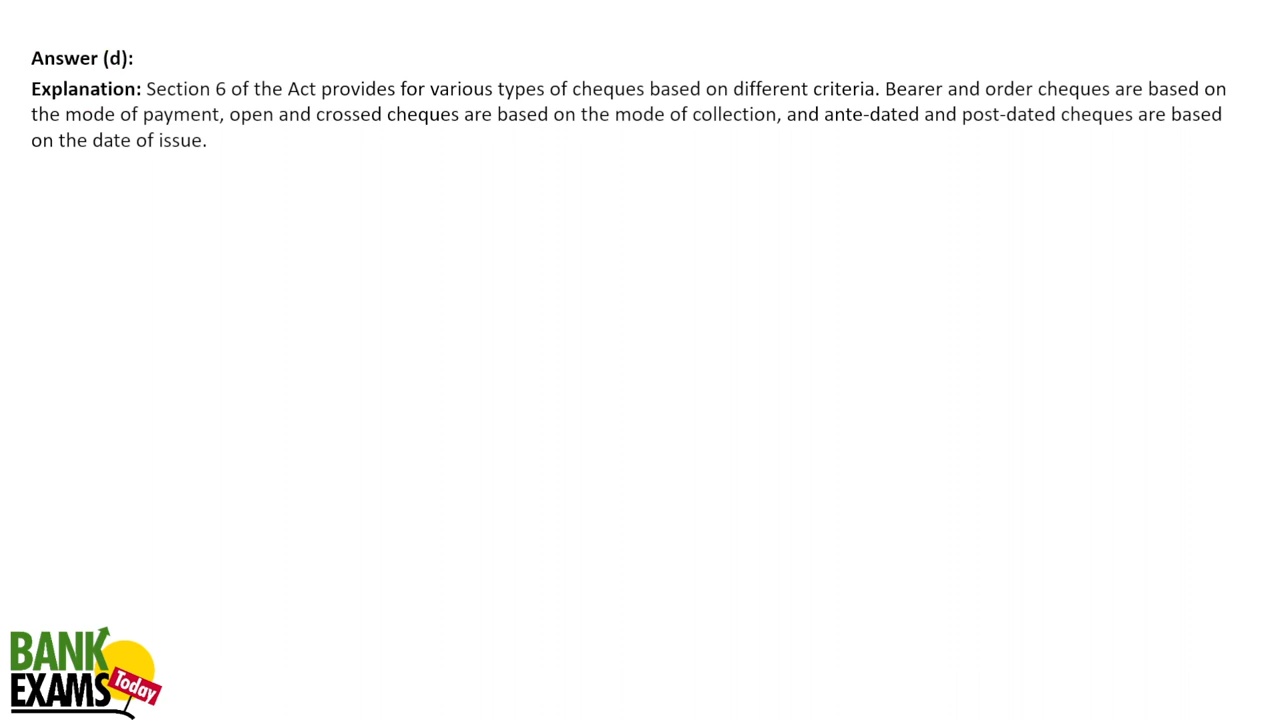 Answer (d):
Explanation: Section 6 of the Act provides for various types of cheques based on different criteria. Bearer and order cheques are based on
the mode of payment, open and crossed cheques are based on the mode of collection, and ante-dated and post-dated cheques are based
on the date of issue.
BANK
EXAMS
Today